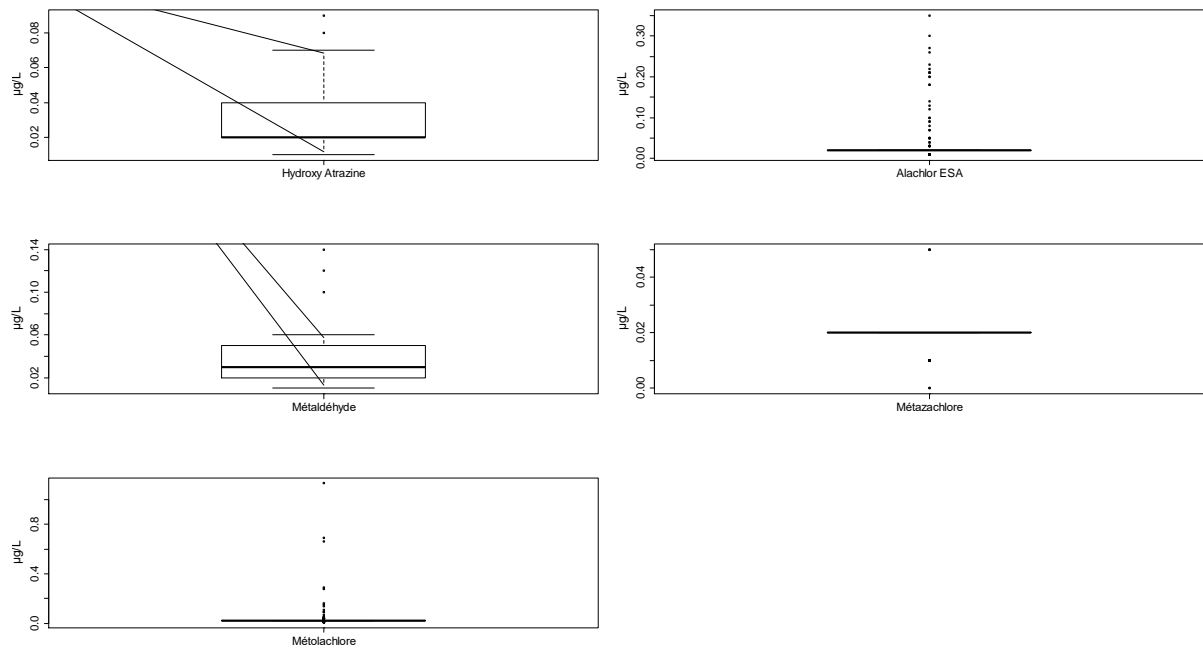 µg/L
0.02
0.04
0.06
0.08
Hydroxy Atrazine
µg/L
0.00
0.10
0.20
0.30
Alachlor ESA
µg/L
0.02
0.06
0.10
0.14
Métaldéhyde
µg/L
0.00
0.02
0.04
Métazachlore
µg/L
0.0
0.4
0.8
Métolachlore